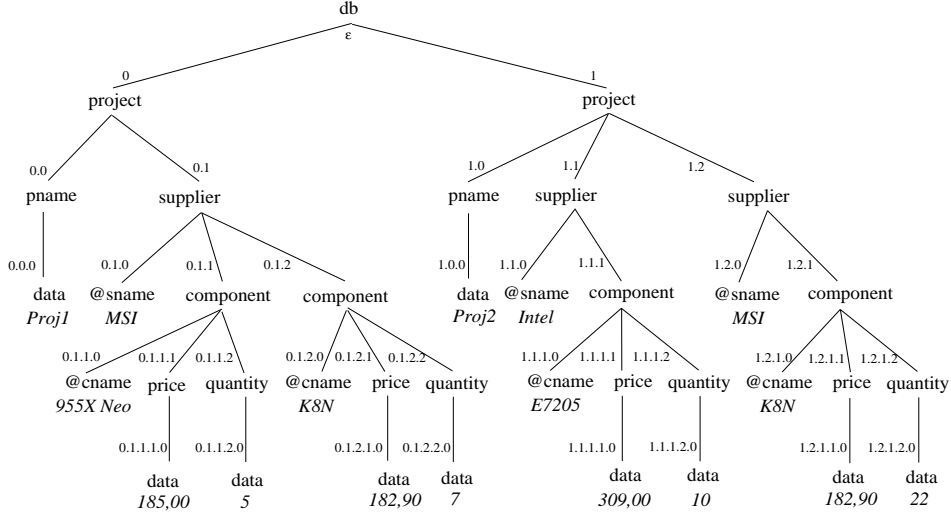 db
ε
0 1
project project
0.0 0.1 1.0 1.1 1.2
pname supplier pname supplier supplier
0.0.0 0.1.0 0.1.1 0.1.2 1.0.0 1.1.0 1.1.1 1.2.0 1.2.1
data @sname component component data @sname component @sname component
Proj1 MSI Proj2 Intel MSI
0.1.1.0 0.1.1.1 0.1.1.2 0.1.2.0 0.1.2.1 0.1.2.2 1.1.1.0 1.1.1.1 1.1.1.2 1.2.1.0 1.2.1.1 1.2.1.2
@cname price quantity @cname price quantity @cname price quantity @cname price quantity
955X Neo K8N E7205 K8N
0.1.1.1.0 0.1.1.2.0 0.1.2.1.0 0.1.2.2.0 1.1.1.1.0 1.1.1.2.0 1.2.1.1.0 1.2.1.2.0
data data data data data data data data
185,00 5 182,90 7 309,00 10 182,90 22